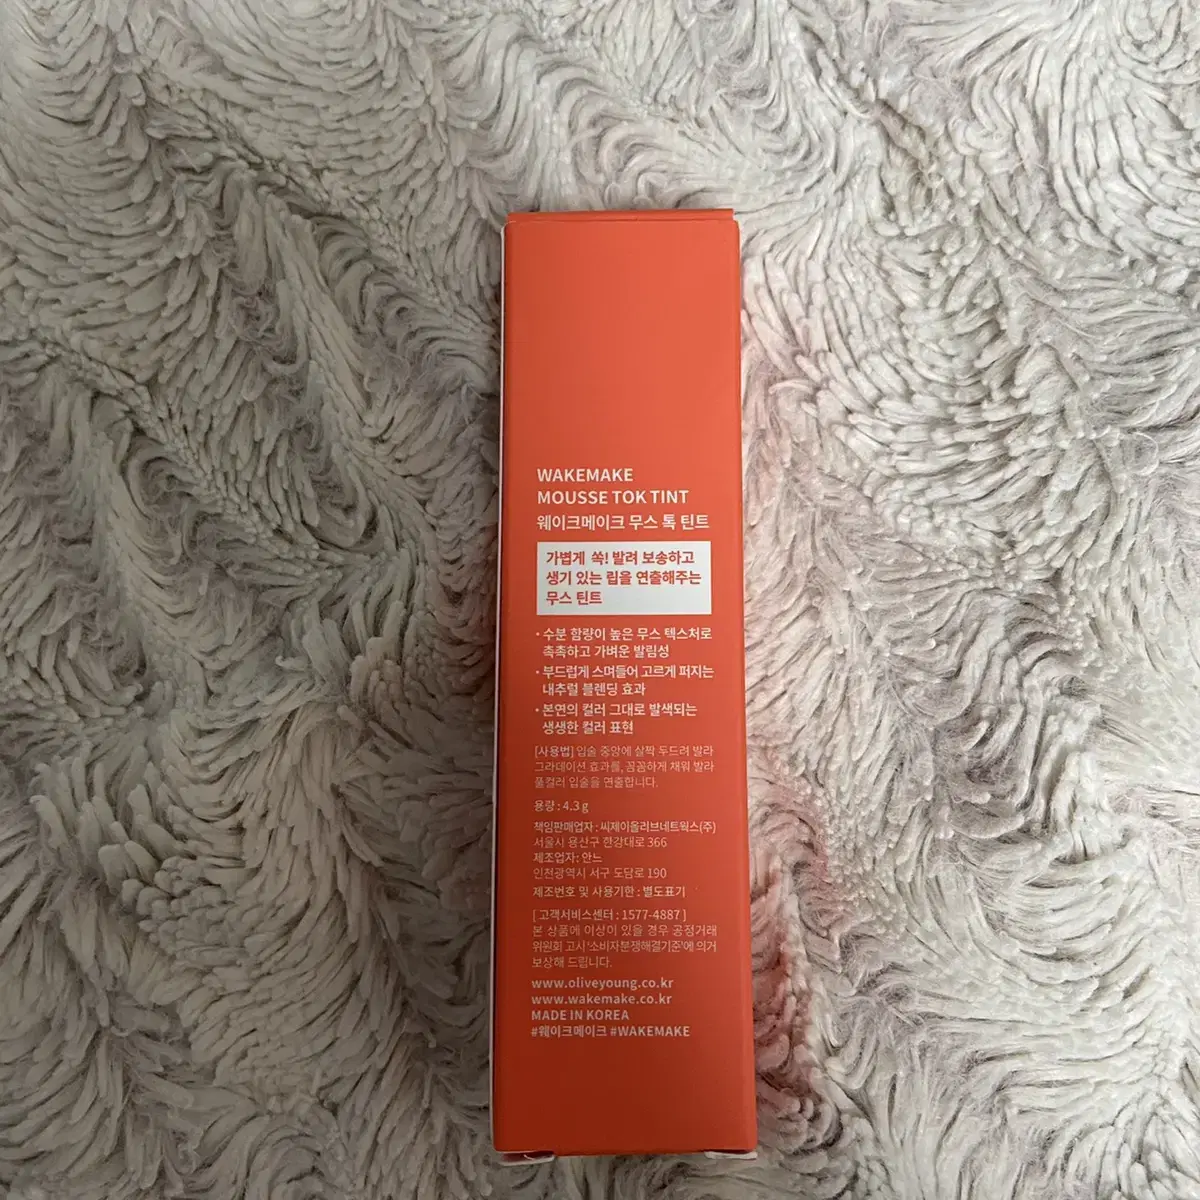 WAKEMAKE
MOUSSE TOK TINT
웨이크메이크 무스 톡 틴트
가볍게 쏙! 발려 보송하고
생기 있는 립을 연출해주는
무스 틴트
· 수분 함량이 높은 무스 텍스처로
촉촉하고 가벼운 발림성
· 부드럽게 스며들어 고르게 퍼지는
내추럴 블렌딩 효과
· 본연의 컬러 그대로 발색되는
생생한 컬러 표현
[사용법] 입술 중앙에 살짝 두드려 발라
그라데이션 효과를, 꼼꼼하게 채워 발라
풀컬러 입술을 연출합니다.
용량 : 4.3 g
책임판매업자 : 씨제이올리브네트웍스(주)
서울시 용산구 한강대로 366
제조업자: 안느
인천광역시 서구 도담로 190
제조번호 및 사용기한 : 별도표기
[ 고객서비스센터 : 1577-4887 ]
본 상품에 이상이 있을 경우 공정거래
위원회 고시 '소비자분쟁해결기준'에 의거
보상해 드립니다.
www.oliveyoung.co.kr
www.wakemake.co.kr
MADE IN KOREA
#웨이크메이크 #WAKEMAKE